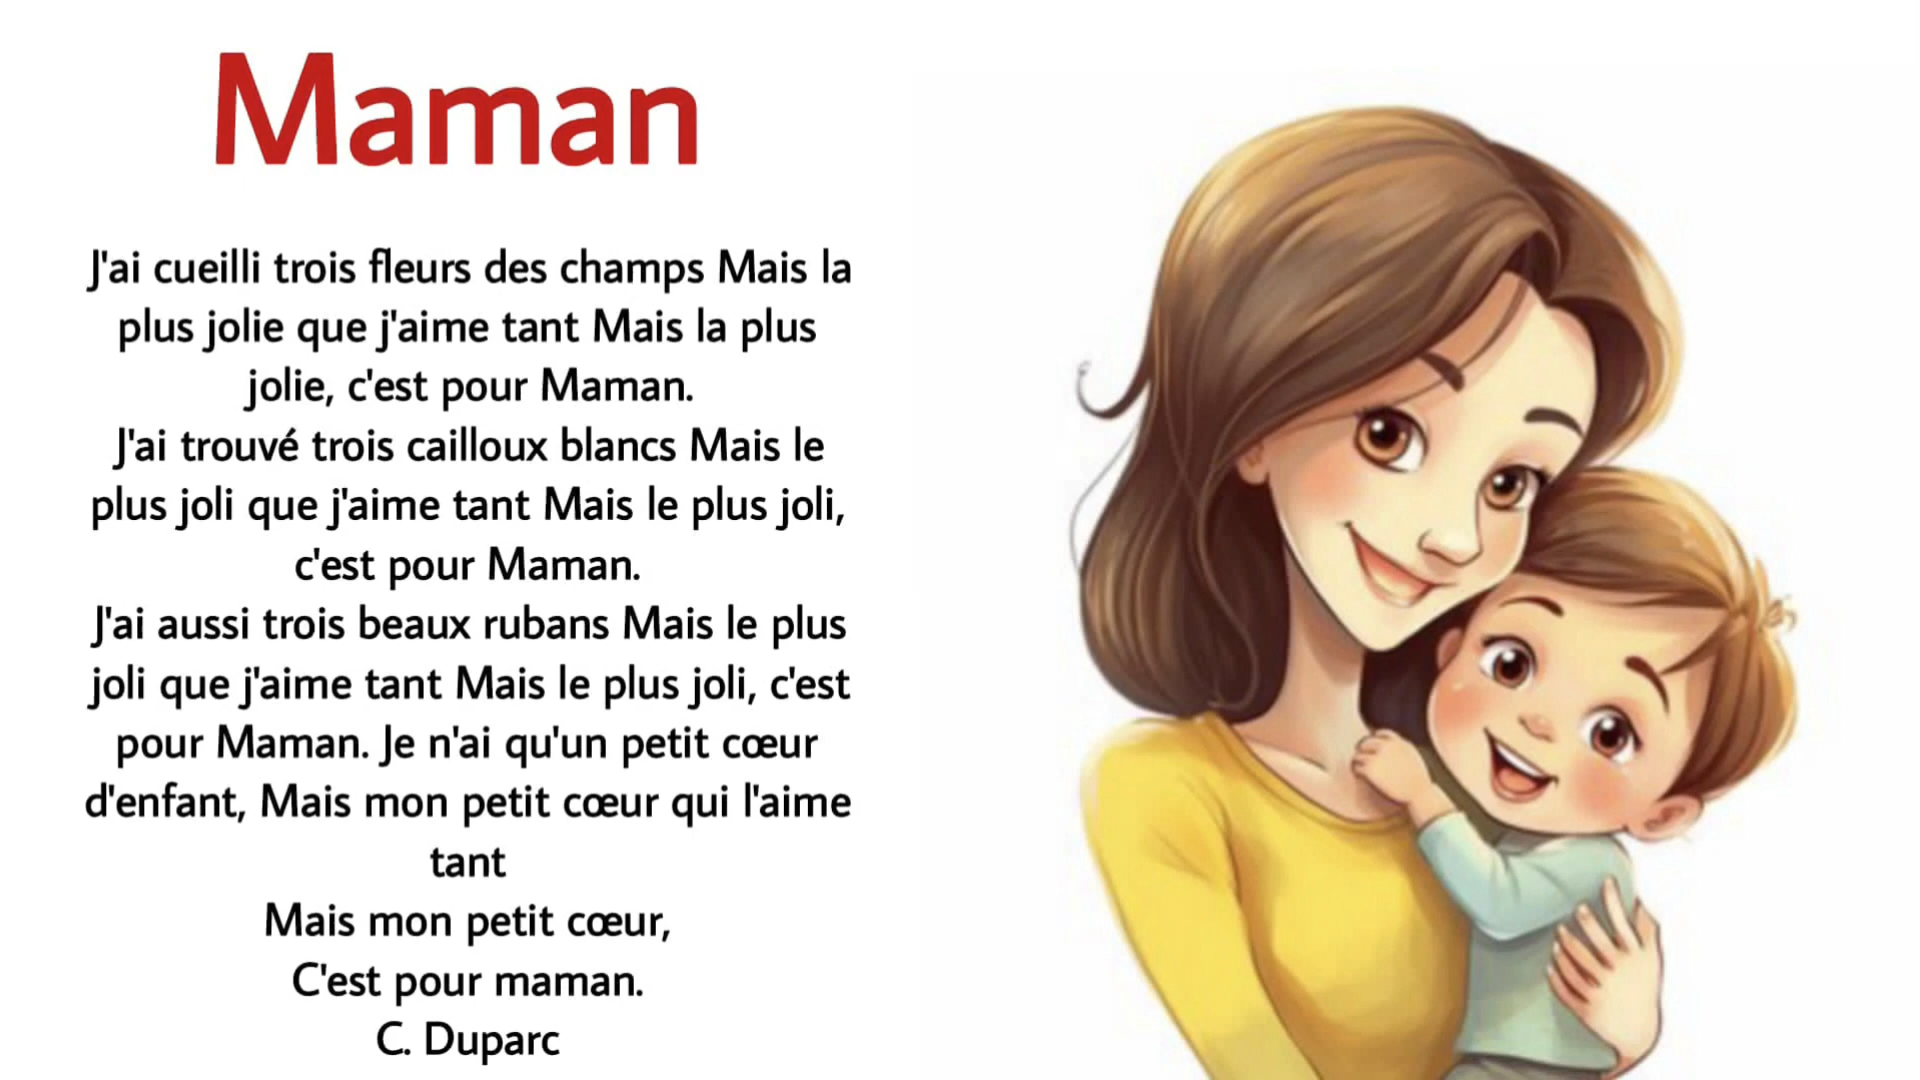 Maman
J'ai cueilli trois fleurs des champs Mais la
plus jolie que j'aime tant Mais la plus
jolie, c'est pour Maman.
J'ai trouvé trois cailloux blancs Mais le
plus joli que j'aime tant Mais le plus joli,
c'est pour Maman.
J'ai aussi trois beaux rubans Mais le plus
joli que j'aime tant Mais le plus joli, c'est
pour Maman. Je n'ai qu'un petit cœur
d'enfant, Mais mon petit cœur qui l'aime
tant
Mais mon petit cœur,
C'est pour maman.
C. Duparc